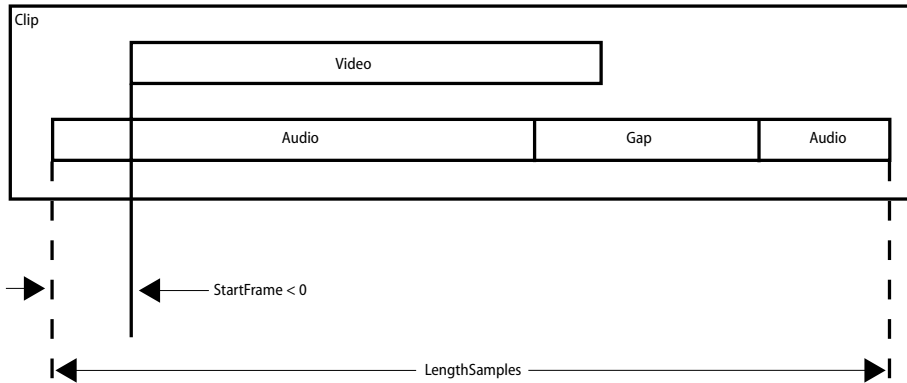 Clip
Video
Audio Gap Audio
StartFrame < 0
LengthSamples